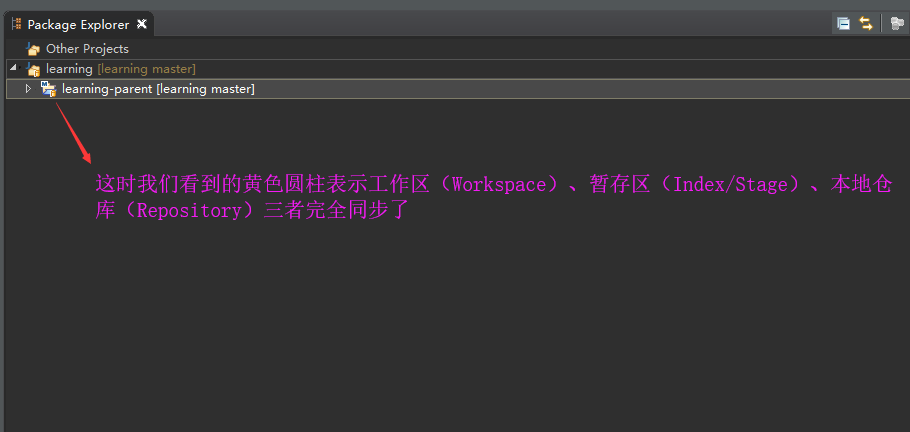 Package Explorer
Other Projects
learning [learning master]
learning-parent [learning master]
这时我们看到的黄色圆柱表示工作区（Workspace）、暂存区（Index/Stage）、本地仓
库（Repository）三者完全同步了